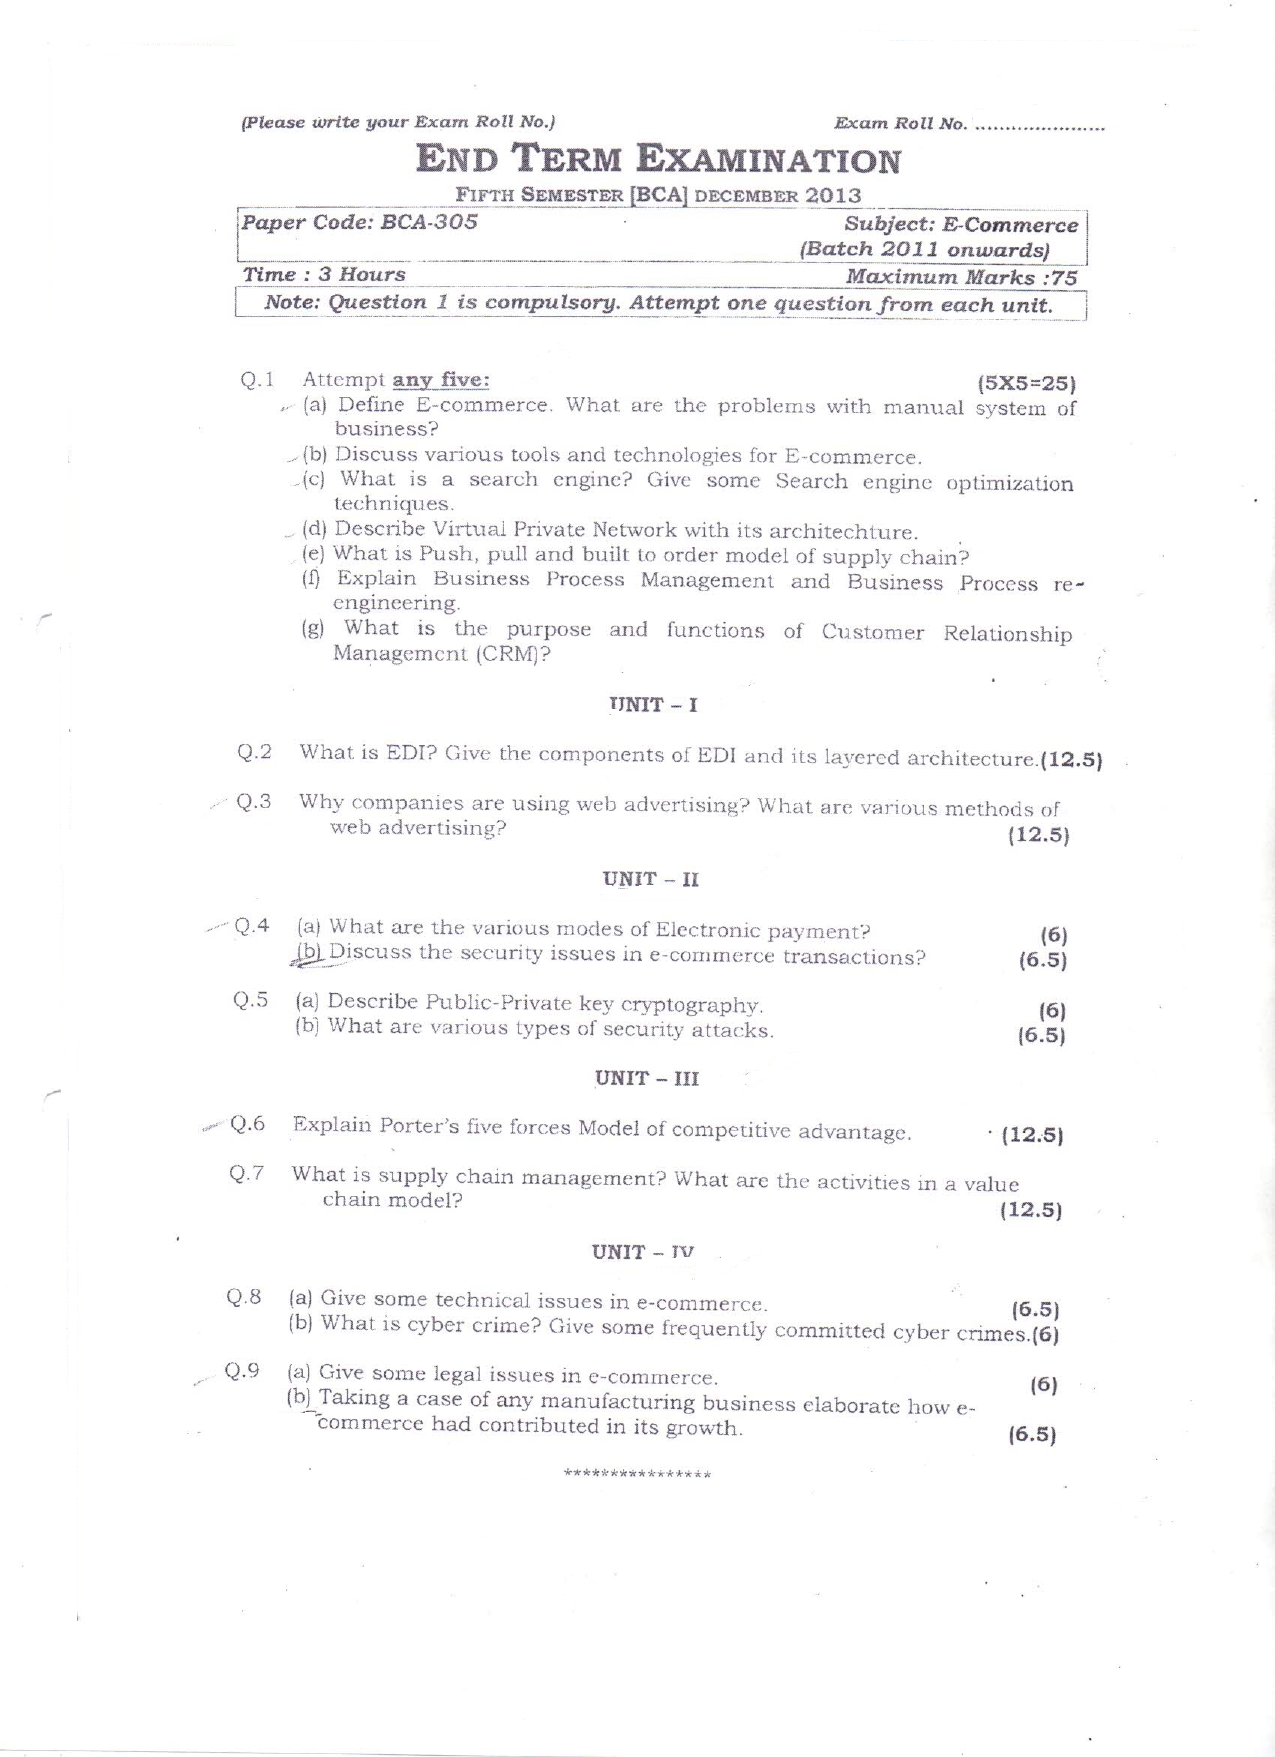 (Please write your Exam Roll No.) Exam Roll No. ......................
END TERM EXAMINATION
FIFTH SEMESTER [BCA] DECEMBER 2013
Paper Code: BCA-305 Subject: E-Commerce
(Batch 2011 onwards)
Time : 3 Hours Maximum Marks :75
Note: Question 1 is compulsory. Attempt one question from each unit.
Q.1 Attempt any five: (5X5=25)
(a) Define E-commerce. What are the problems with manual system of
business?
(b) Discuss various tools and technologies for E-commerce.
(c) What is a search engine? Give some Search engine optimization
techniques.
(d) Describe Virtual Private Network with its architechture.
(e) What is Push, pull and built to order model of supply chain?
(f) Explain Business Process Management and Business Process re-
engineering.
(g) What is the purpose and functions of Customer Relationship
Management (CRM)?
UNIT – I
Q.2 What is EDI? Give the components of EDI and its layered architecture.(12.5)
Q.3 Why companies are using web advertising? What are various methods of
web advertising? (12.5)
UNIT – II
Q.4 (a) What are the various modes of Electronic payment? (6)
(b) Discuss the security issues in e-commerce transactions? (6.5)
Q.5 (a) Describe Public-Private key cryptography. (6)
(b) What are various types of security attacks. (6.5)
UNIT – III
Q.6 Explain Porter's five forces Model of competitive advantage. (12.5)
Q.7 What is supply chain management? What are the activities in a value
chain model? (12.5)
UNIT – IV
Q.8 (a) Give some technical issues in e-commerce. (6.5)
(b) What is cyber crime? Give some frequently committed cyber crimes.(6)
Q.9 (a) Give some legal issues in e-commerce. (6)
(b) Taking a case of any manufacturing business elaborate how e-
commerce had contributed in its growth. (6.5)
****************